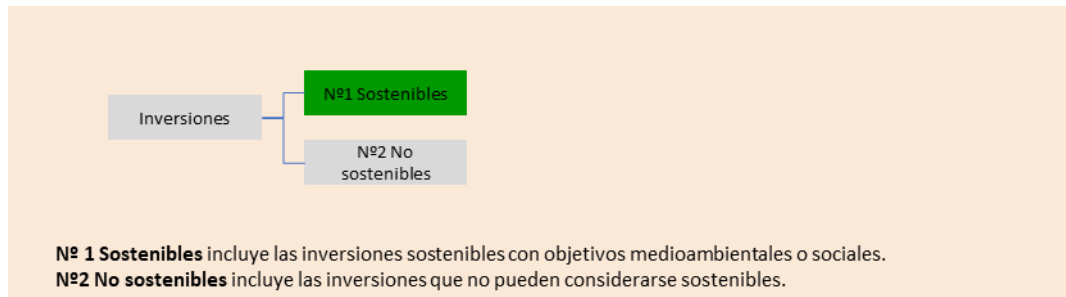 Nº1 Sostenibles
Inversiones
Nº2 No
sostenibles
Nº 1 Sostenibles incluye las inversiones sostenibles con objetivos medioambientales o sociales.
Nº2 No sostenibles incluye las inversiones que no pueden considerarse sostenibles.